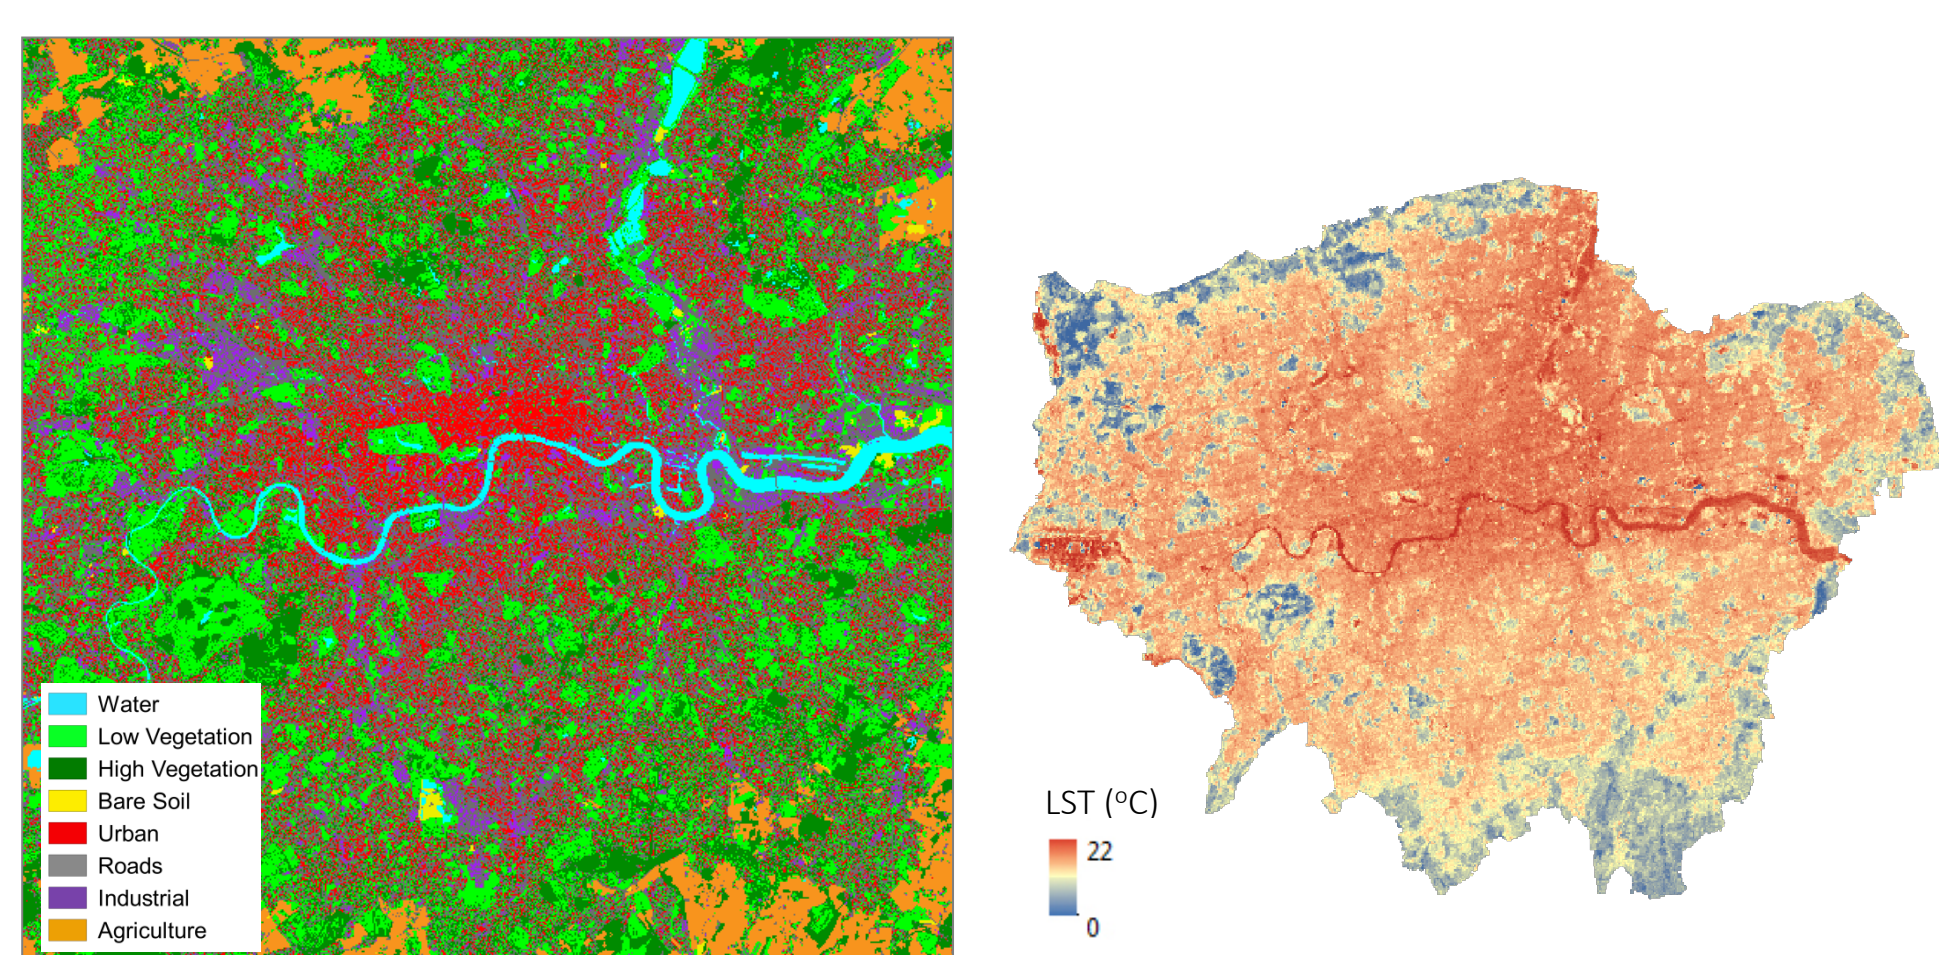 Water
Low Vegetation
High Vegetation
Bare Soil
Urban
Roads
Industrial
Agriculture
LST (°C)
22
0